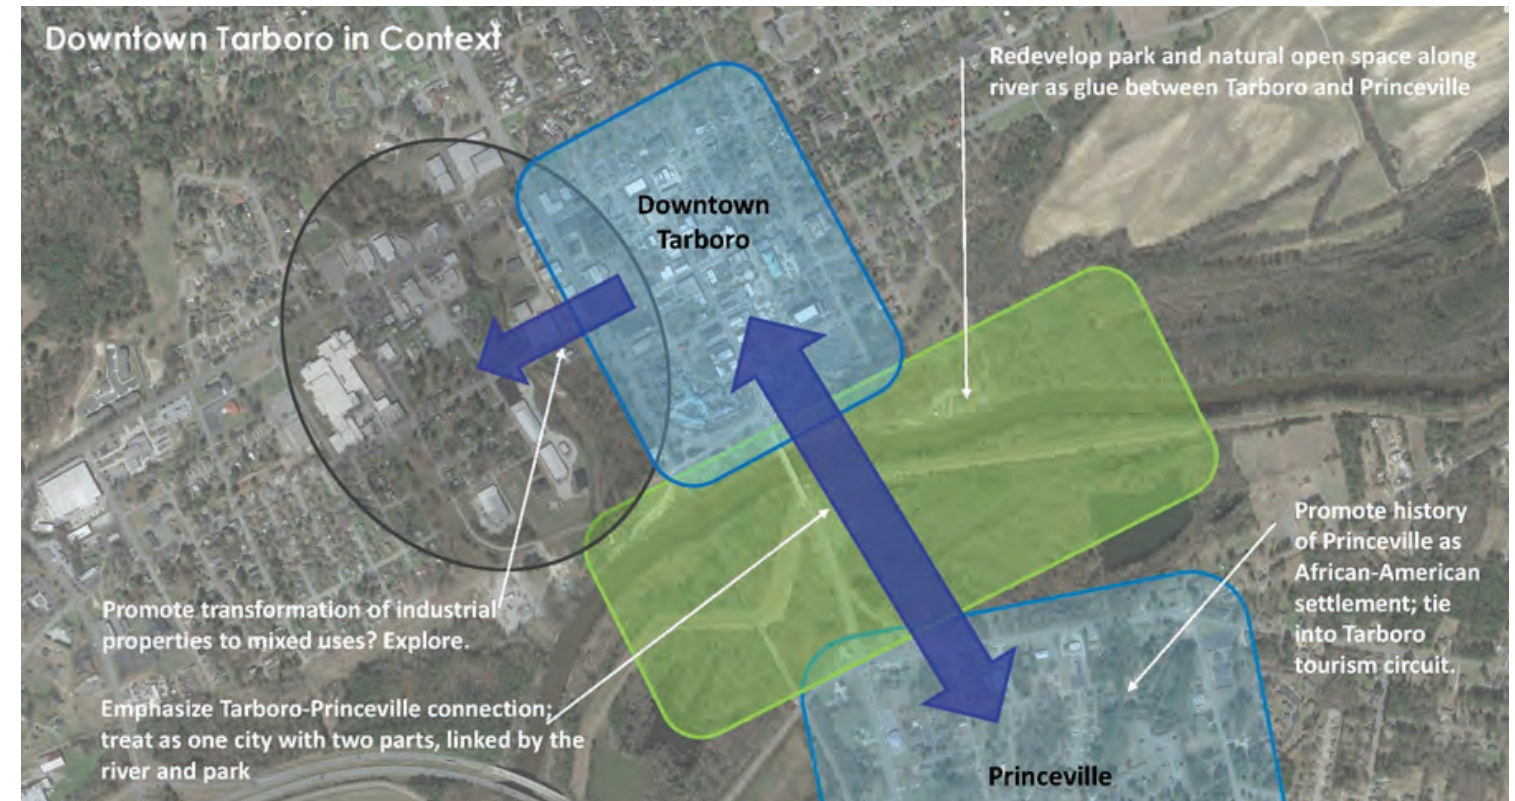 Downtown Tarboro in Context
Redevelop park and natural open space along
river as glue between Tarboro and Princeville
Downtown
Tarboro
Promote history
of Princeville as
African-American
settlement; tie
into Tarboro
tourism circuit.
Promote transformation of industrial
properties to mixed uses? Explore.
Emphasize Tarboro-Princeville connection;
treat as one city with two parts, linked by the
river and park
Princeville